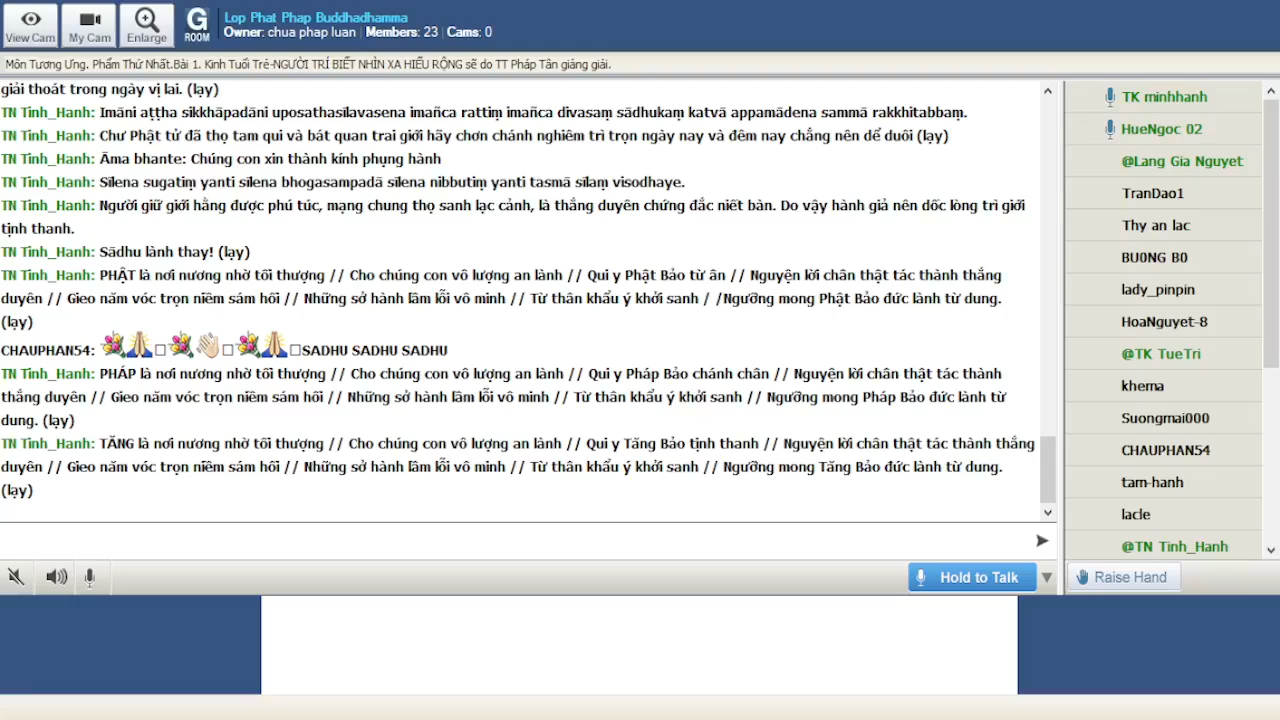 View Cam
My Cam
Enlarge
G
ROOM
Lop Phat Phap Buddhadhamma
Owner: chua phap luan | Members: 23 | Cams: 0
Môn Tương Ưng. Phẩm Thứ Nhất.Bài 1. Kinh Tuổi Trẻ-NGƯỜI TRÍ BIẾT NHÌN XA HIỂU RỘNG sẽ do TT Pháp Tân giảng giải.
giải thoát trong ngày vị lai. (lạy)
TN Tinh_Hanh: Imāni aṭṭha sikkhāpadāni uposathasīlavasena imañca rattiṃ imañca divasaṃ sādhukaṃ katvā appamādena sammā rakkhitabbaṃ.
TN Tinh_Hanh: Chư Phật tử đã thọ tam qui và bát quan trai giới hãy chơn chánh nghiêm trì trọn ngày nay và đêm nay chẳng nên dể duôi (lạy)
TN Tinh_Hanh: Āma bhante: Chúng con xin thành kính phụng hành
TN Tinh_Hanh: Sīlena sugatiṃ yanti sīlena bhogasampadā sīlena nibbutiṃ yanti tasmā sīlaṃ visodhaye.
TN Tinh_Hanh: Người giữ giới hằng được phú túc, mạng chung thọ sanh lạc cảnh, là thắng duyên chứng đắc niết bàn. Do vậy hành giả nên dốc lòng trì giới
tịnh thanh.
TN Tinh_Hanh: Sādhu lành thay! (lạy)
TN Tinh_Hanh: PHẬT là nơi nương nhờ tối thượng // Cho chúng con vô lượng an lành // Qui y Phật Bảo từ ân // Nguyện lời chân thật tác thành thắng
duyên // Gieo năm vóc trọn niềm sám hối // Những sở hành lầm lỗi vô minh // Từ thân khẩu ý khởi sanh / /Ngưỡng mong Phật Bảo đức lành từ dung.
(lạy)
CHAUPHAN54: SADHU SADHU SADHU
TN Tinh_Hanh: PHÁP là nơi nương nhờ tối thượng // Cho chúng con vô lượng an lành // Qui y Pháp Bảo chánh chân // Nguyện lời chân thật tác thành
thắng duyên // Gieo năm vóc trọn niềm sám hối // Những sở hành lầm lỗi vô minh // Từ thân khẩu ý khởi sanh // Ngưỡng mong Pháp Bảo đức lành từ
dung. (lạy)
TN Tinh_Hanh: TĂNG là nơi nương nhờ tối thượng // Cho chúng con vô lượng an lành // Qui y Tăng Bảo tịnh thanh // Nguyện lời chân thật tác thành thắng
duyên // Gieo năm vóc trọn niềm sám hối // Những sở hành lầm lỗi vô minh // Từ thân khẩu ý khởi sanh // Ngưỡng mong Tăng Bảo đức lành từ dung.
(lạy)
Hold to Talk
TK minhhanh
HueNgoc 02
@Lang Gia Nguyet
TranDao1
Thy an lac
BU0NG B0
lady_pinpin
HoaNguyet-8
@TK TueTri
khema
Suongmai000
CHAUPHAN54
tam-hanh
lacle
@TN Tinh_Hanh
Raise Hand